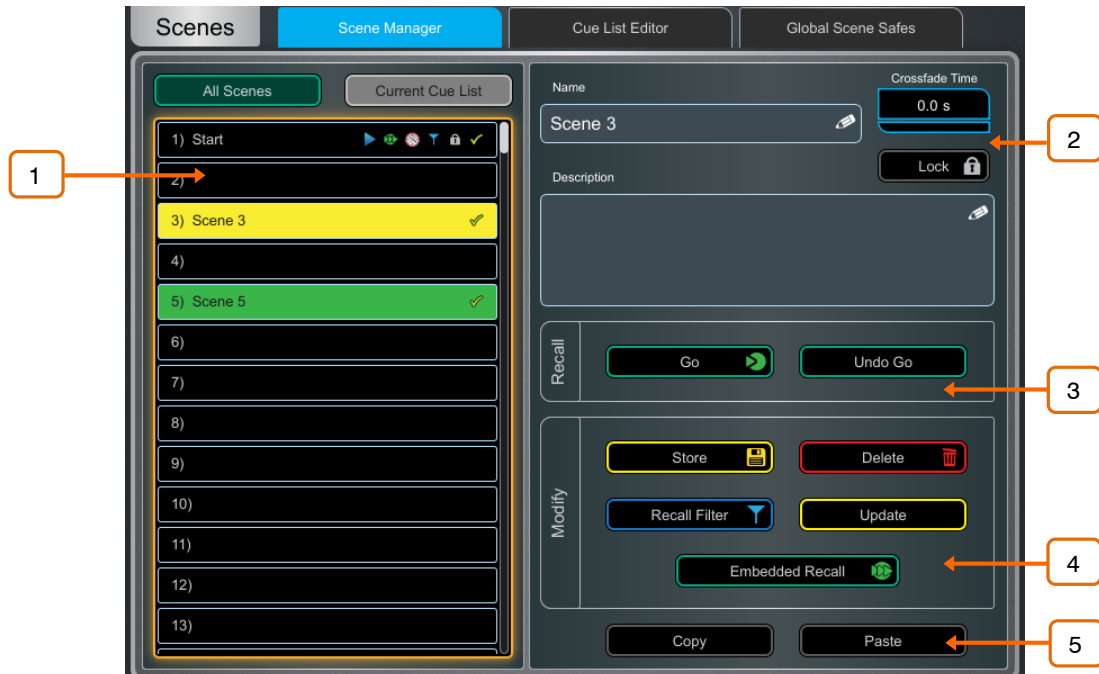 Scenes
Scene Manager
Cue List Editor
Global Scene Safes
All Scenes
Current Cue List
1) Start
2)
3) Scene 3
4)
5) Scene 5
6)
7)
8)
9)
10)
11)
12)
13)
Name
Scene 3
Crossfade Time
0.0 s
Lock
Description
Recall
Go
Undo Go
Modify
Store
Delete
Recall Filter
Update
Embedded Recall
Copy
Paste
1
2
3
4
5